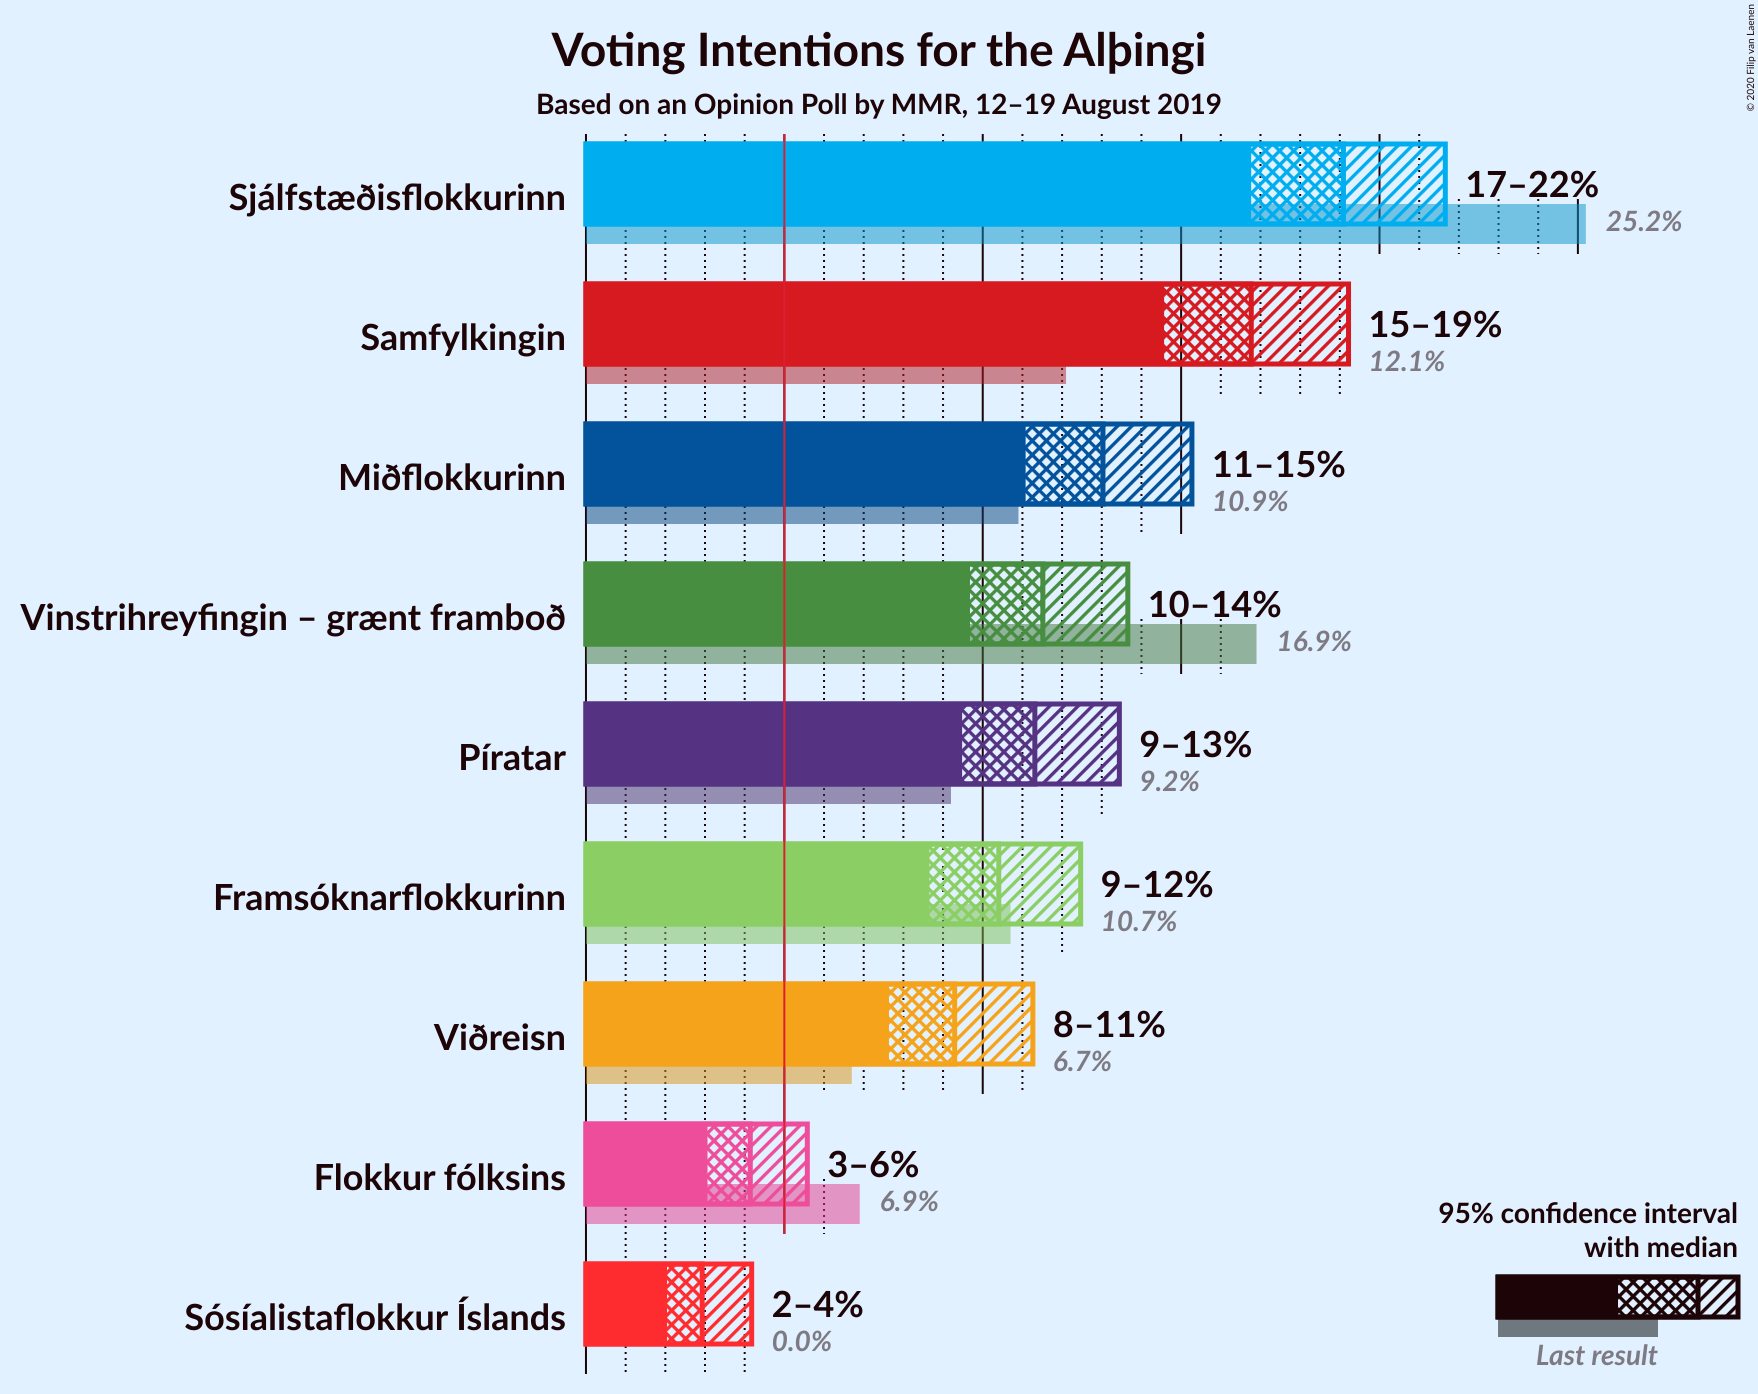 Voting Intentions for the Alþingi
Based on an Opinion Poll by MMR, 12–19 August 2019
© 2020 Filip van Laenen
Sjálfstæðisflokkurinn
17–22%
25.2%
Samfylkingin
15–19%
12.1%
Miðflokkurinn
11–15%
10.9%
Vinstrihreyfingin – grænt framboð
10–14%
16.9%
Píratar
9–13%
9.2%
Framsóknarflokkurinn
9–12%
10.7%
Viðreisn
8–11%
6.7%
Flokkur fólksins
3–6%
6.9%
Sósíalistaflokkur Íslands
2–4%
0.0%
95% confidence interval
with median
Last result